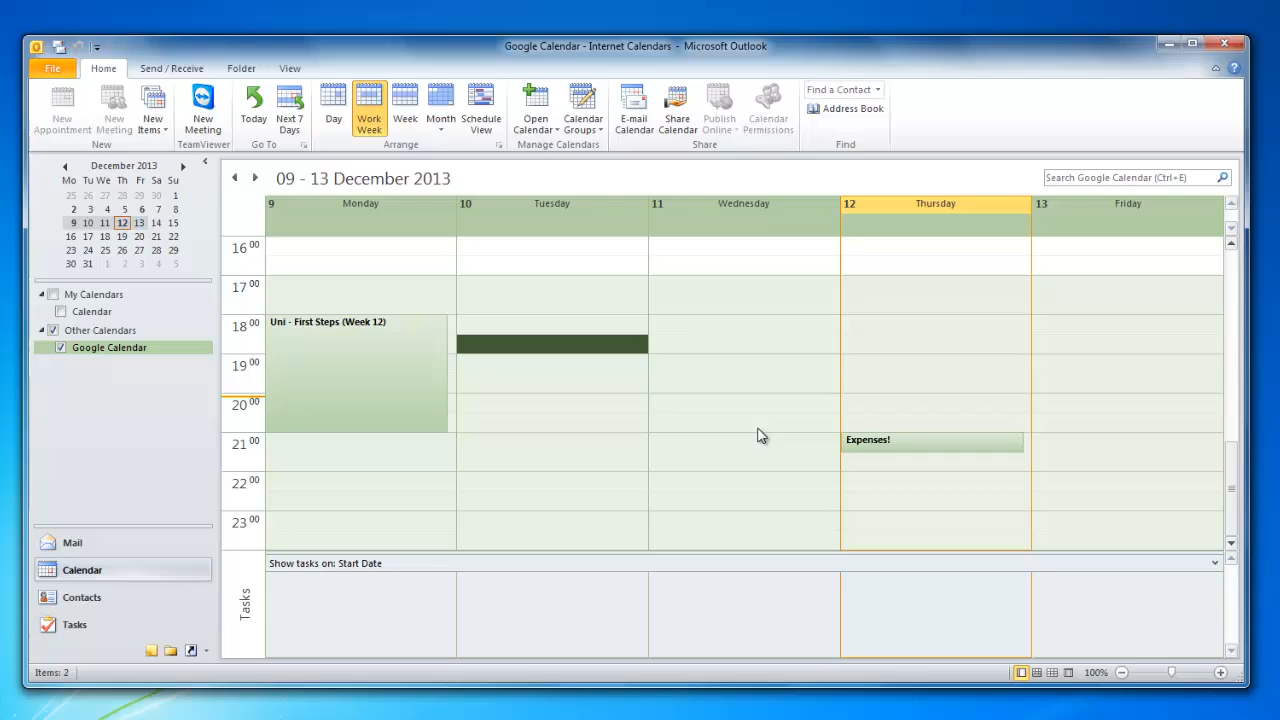 Google Calendar - Internet Calendars - Microsoft Outlook
File Home Send / Receive Folder View
New Appointment
New Meeting
New Items
New
New Meeting
TeamViewer
Today
Next 7 Days
Go To
Day
Work Week
Week
Month
Schedule View
Arrange
Open Calendar
Calendar Groups
Manage Calendars
E-mail Calendar
Share Calendar
Publish Online
Calendar Permissions
Share
Find a Contact
Address Book
Find
December 2013
Mo Tu We Th Fr Sa Su
25 26 27 28 29 30 1
2 3 4 5 6 7 8
9 10 11 12 13 14 15
16 17 18 19 20 21 22
23 24 25 26 27 28 29
30 31 1 2 3 4 5
My Calendars
Calendar
Other Calendars
Google Calendar
Mail
Calendar
Contacts
Tasks
09 - 13 December 2013
Search Google Calendar (Ctrl+E)
9 Monday 10 Tuesday 11 Wednesday 12 Thursday 13 Friday
16 00
17 00
18 00
Uni - First Steps (Week 12)
19 00
20 00
21 00
Expenses!
22 00
23 00
Show tasks on: Start Date
Tasks
Items: 2
100%